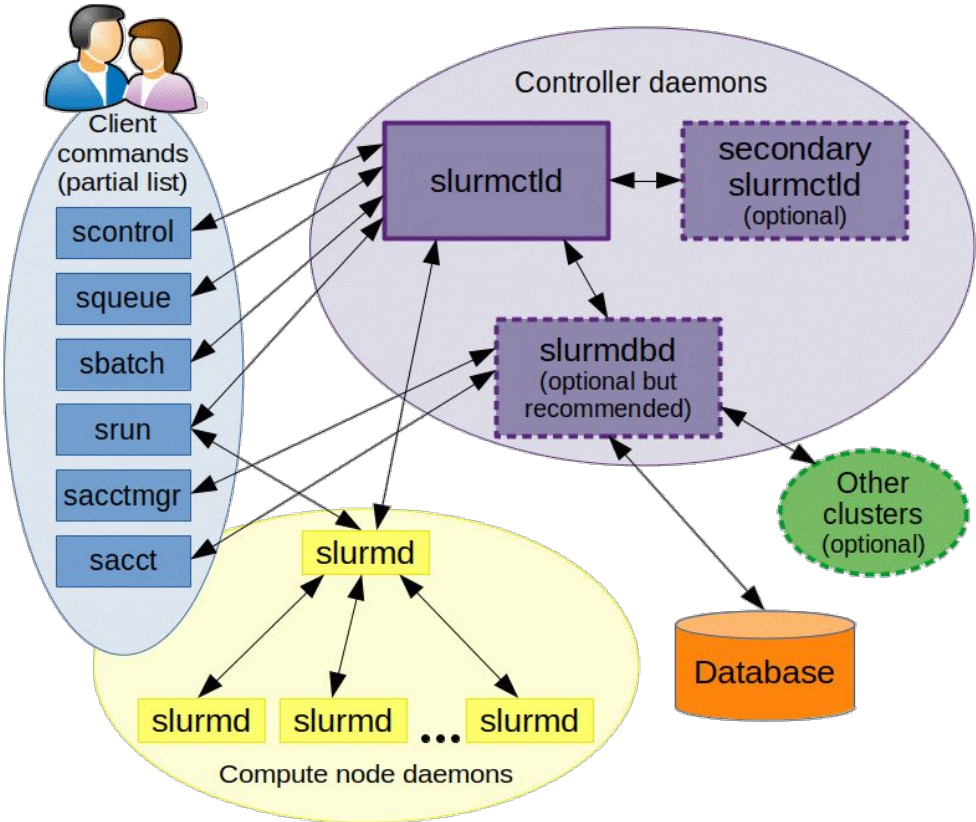 Client
commands
(partial list)
scontrol
squeue
sbatch
srun
sacctmgr
sacct
Controller daemons
slurmctld
secondary
slurmctld
(optional)
slurmdbd
(optional but
recommended)
Other
clusters
(optional)
Database
slurmd
slurmd
slurmd
...
slurmd
Compute node daemons